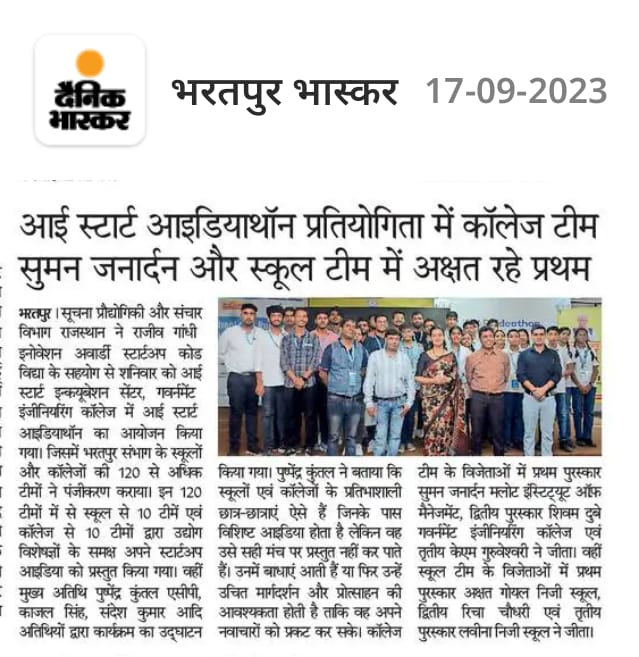 दैनिक
भास्कर
भरतपुर भास्कर 17-09-2023
आई स्टार्ट आइडियाथॉन प्रतियोगिता में कॉलेज टीम
सुमन जनार्दन और स्कूल टीम में अक्षत रहे प्रथम
भरतपुर । सूचना प्रौद्योगिकी और संचार
विभाग राजस्थान ने राजीव गांधी
इनोवेशन अवार्डी स्टार्टअप कोड
विद्या के सहयोग से शनिवार को आई
स्टार्ट इन्क्यूबेशन सेंटर, गवर्नमेंट
इंजीनियरिंग कॉलेज में आई स्टार्ट
आइडियाथॉन का आयोजन किया
गया। जिसमें भरतपुर संभाग के स्कूलों
और कॉलेजों की 120 से अधिक
टीमों ने पंजीकरण कराया। इन 120
टीमों में से स्कूल से 10 टीमें एवं
कॉलेज से 10 टीमों द्वारा उद्योग
विशेषज्ञों के समक्ष अपने स्टार्टअप
आइडिया को प्रस्तुत किया गया। वहीं
मुख्य अतिथि पुष्पेंद्र कुंतल एसीपी,
काजल सिंह, संदेश कुमार आदि
अतिथियों द्वारा कार्यक्रम का उद्घाटन
किया गया। पुष्पेंद्र कुंतल ने बताया कि
स्कूलों एवं कॉलेजों के प्रतिभाशाली
छात्र-छात्राएं ऐसे हैं जिनके पास
विशिष्ट आइडिया होता है लेकिन वह
उसे सही मंच पर प्रस्तुत नहीं कर पाते
हैं। उनमें बाधाएं आती हैं या फिर उन्हें
उचित मार्गदर्शन और प्रोत्साहन की
आवश्यकता होती है ताकि वह अपने
नवाचारों को प्रकट कर सके। कॉलेज
टीम के विजेताओं में प्रथम पुरस्कार
सुमन जनार्दन मलोट इंस्टिट्यूट ऑफ
मैनेजमेंट, द्वितीय पुरस्कार शिवम दुबे
गवर्नमेंट इंजीनियरिंग कॉलेज एवं
तृतीय केएम गुरुवेश्वरी ने जीता। वहीं
स्कूल टीम के विजेताओं में प्रथम
पुरस्कार अक्षत गोयल निजी स्कूल,
द्वितीय रिचा चौधरी एवं तृतीय
पुरस्कार लवीना निजी स्कूल ने जीता।